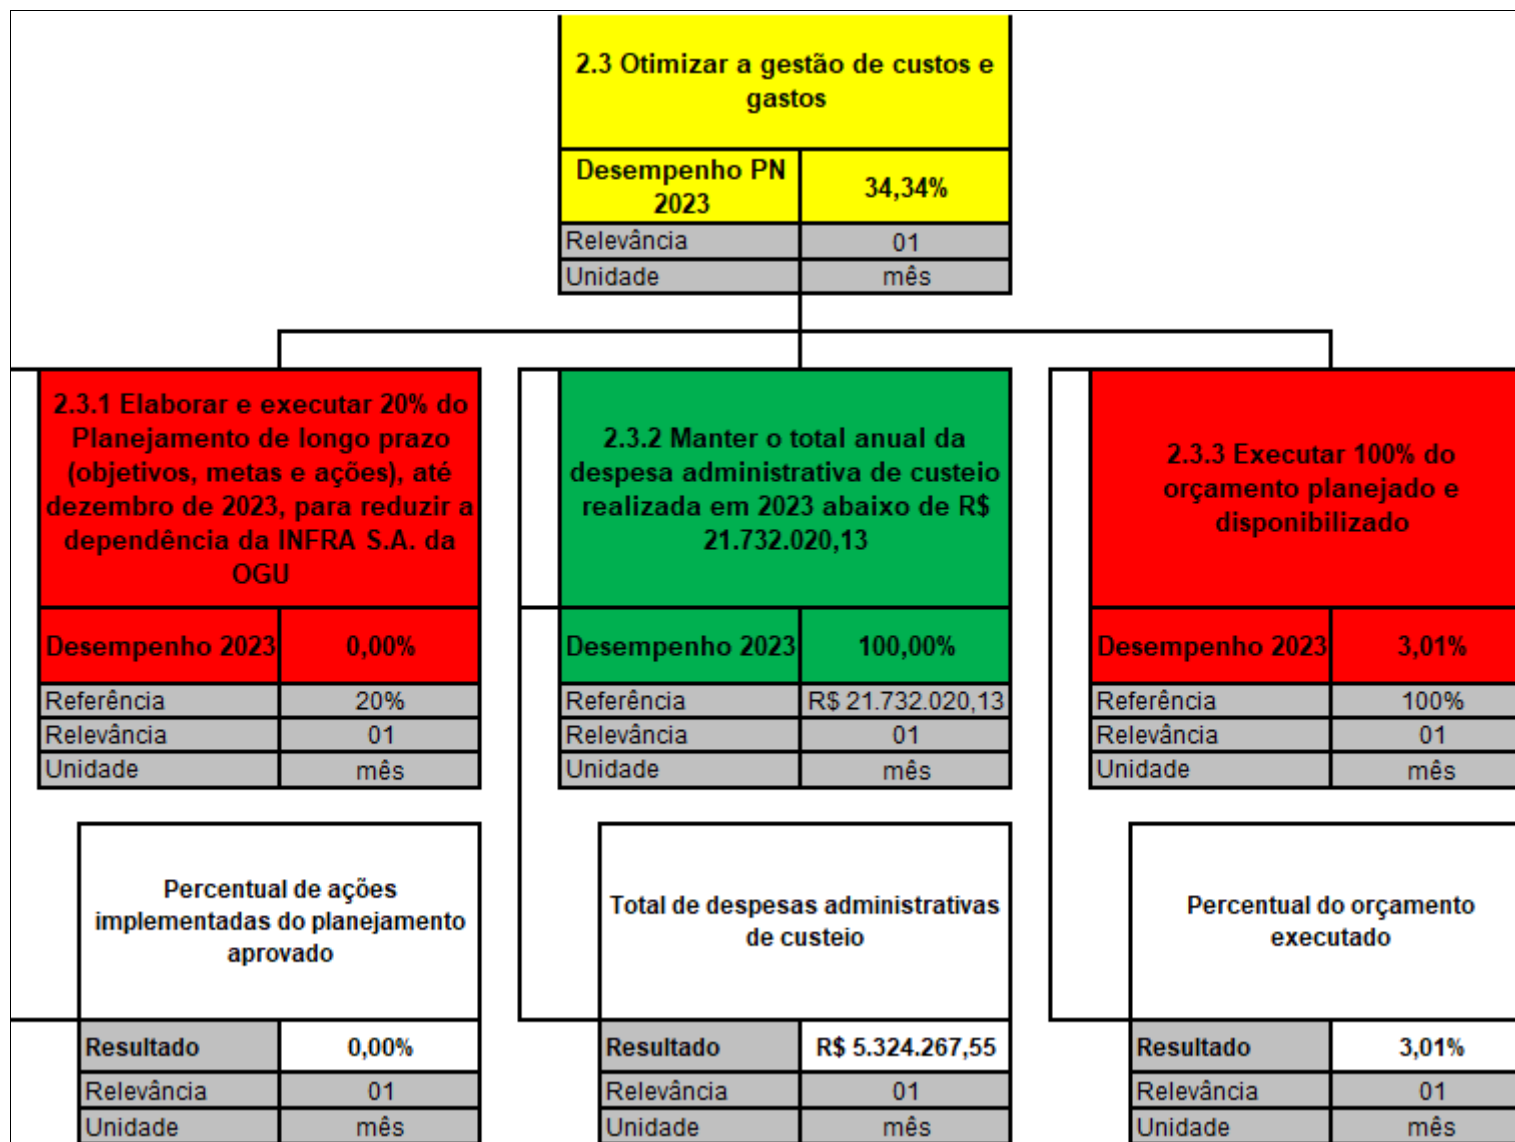 2.3 Otimizar a gestão de custos e
gastos
Desempenho PN
2023
34,34%
Relevância 01
Unidade mês
2.3.1 Elaborar e executar 20% do
Planejamento de longo prazo
(objetivos, metas e ações), até
dezembro de 2023, para reduzir a
dependência da INFRA S.A. da
OGU
Desempenho 2023 0,00%
Referência 20%
Relevância 01
Unidade mês
Percentual de ações
implementadas do planejamento
aprovado
Resultado 0,00%
Relevância 01
Unidade mês
2.3.2 Manter o total anual da
despesa administrativa de custeio
realizada em 2023 abaixo de R$
21.732.020,13
Desempenho 2023 100,00%
Referência R$ 21.732.020,13
Relevância 01
Unidade mês
Total de despesas administrativas
de custeio
Resultado R$ 5.324.267,55
Relevância 01
Unidade mês
2.3.3 Executar 100% do
orçamento planejado e
disponibilizado
Desempenho 2023 3,01%
Referência 100%
Relevância 01
Unidade mês
Percentual do orçamento
executado
Resultado 3,01%
Relevância 01
Unidade mês